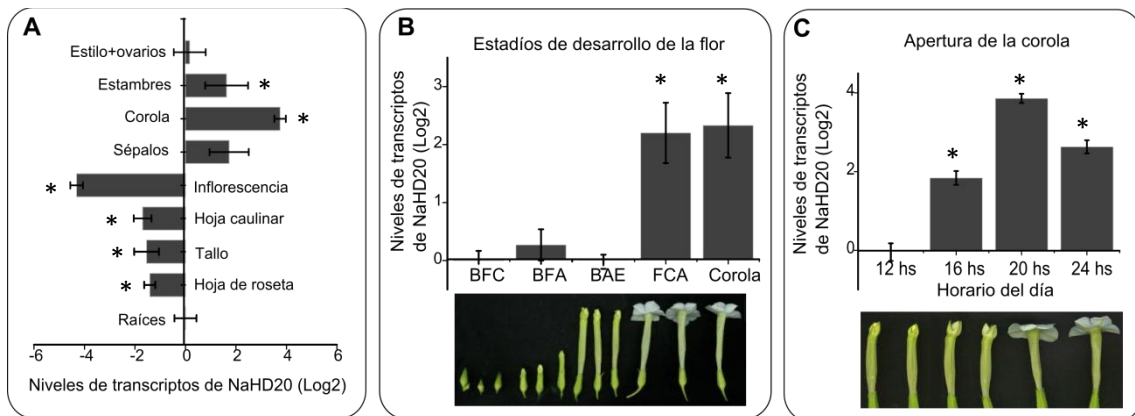 A
Estilo+ovarios
Estambres
*
Corola
*
Sépalos
*
Inflorescencia
*
Hoja caulinar
*
Tallo
*
Hoja de roseta
Raíces
-6 -4 -2 0 2 4 6
Niveles de transcriptos de NaHD20 (Log2)
B
Estadíos de desarrollo de la flor
Niveles de transcriptos
de NaHD20 (Log2)
3
2
1
0
* *
BFC BFA BAE FCA Corola
C
Apertura de la corola
Niveles de transcriptos
de NaHD20 (Log2)
4
2
0
* * *
12 hs 16 hs 20 hs 24 hs
Horario del día